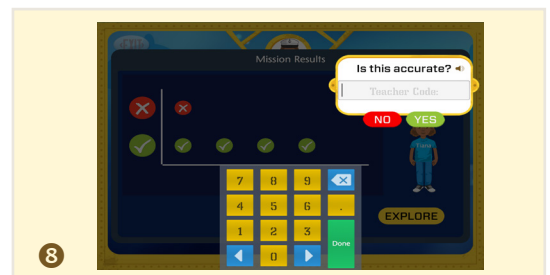 Mission Results
Is this accurate?
Teacher Code:
NO YES
7 8 9
4 5 6 .
1 2 3
Done
0
EXPLORE
8